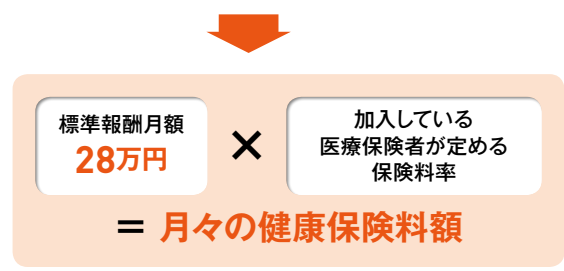 標準報酬月額
28万円
×
加入している
医療保険者が定める
保険料率
＝ 月々の健康保険料額